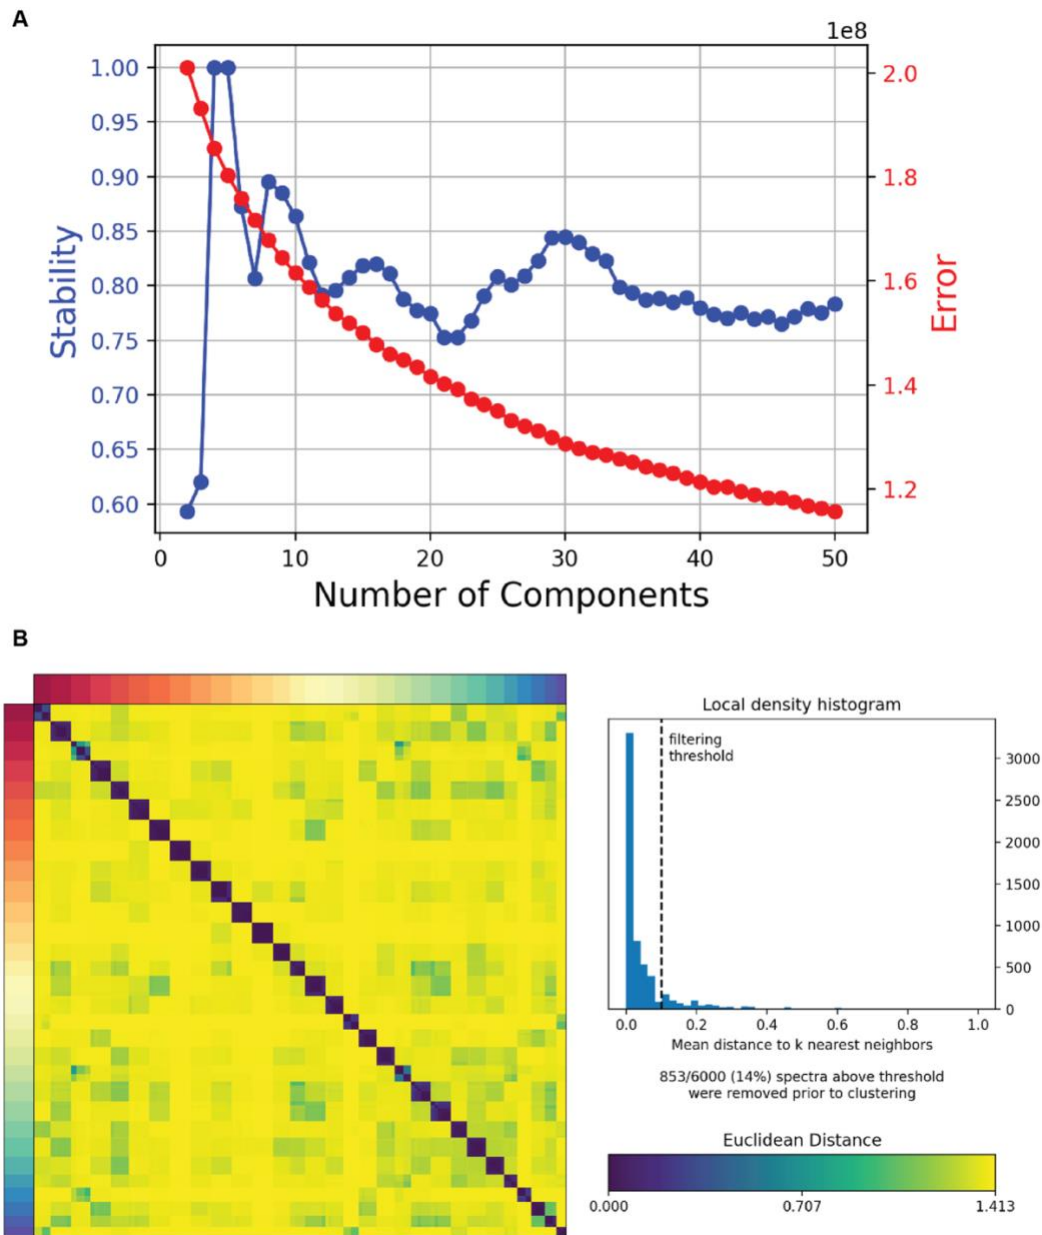 A
1e8
1.00
0.95
0.90
0.85
0.80
0.75
0.70
0.65
0.60
Stability
2.0
1.8
1.6
1.4
1.2
Error
0
10
20
30
40
50
Number of Components
B
Local density histogram
filtering
threshold
3000
2500
2000
1500
1000
500
0
0.0
0.2
0.4
0.6
0.8
1.0
Mean distance to k nearest neighbors
853/6000 (14%) spectra above threshold
were removed prior to clustering
Euclidean Distance
0.000
0.707
1.413